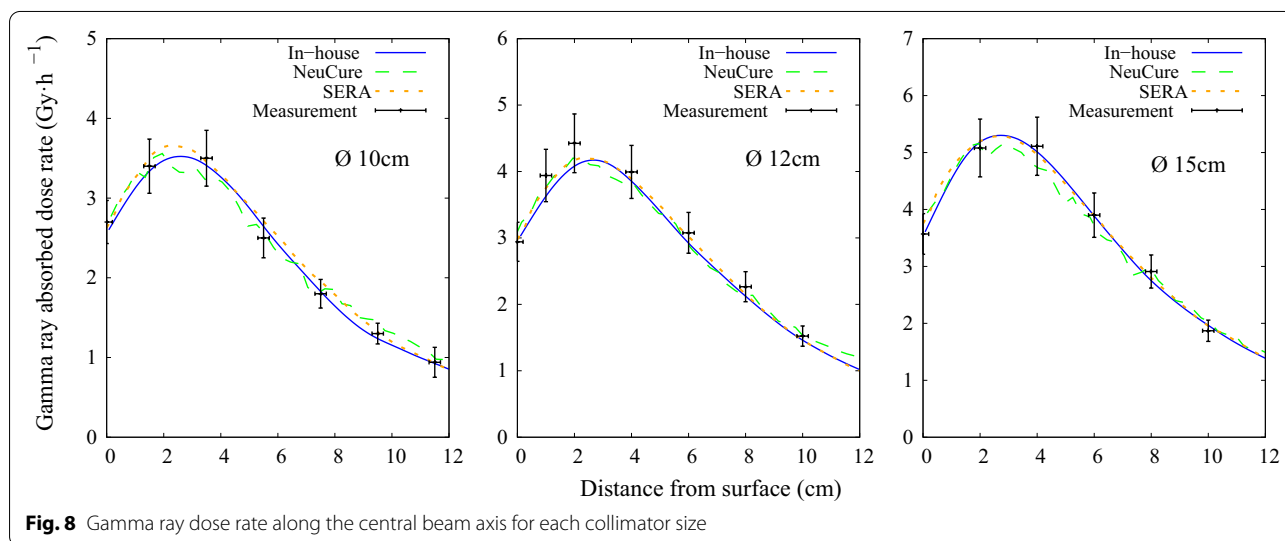 Gamma ray absorbed dose rate (Gy·h⁻¹)
5
4
3
2
1
0
0 2 4 6 8 10 12
In−house
NeuCure
SERA
Measurement
Ø 10cm
6
5
4
3
2
1
0
0 2 4 6 8 10 12
In−house
NeuCure
SERA
Measurement
Ø 12cm
7
6
5
4
3
2
1
0
0 2 4 6 8 10 12
In−house
NeuCure
SERA
Measurement
Ø 15cm
Distance from surface (cm)
Fig. 8 Gamma ray dose rate along the central beam axis for each collimator size